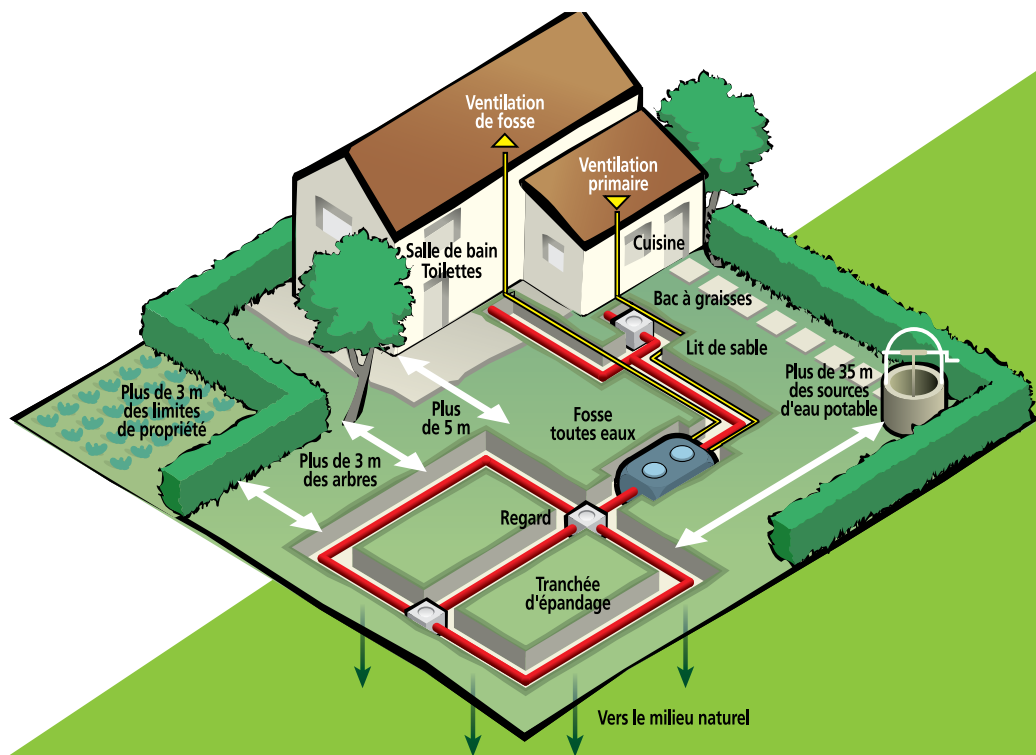 Ventilation
de fosse
Ventilation
primaire
Salle de bain
Toilettes
Cuisine
Bac à graisses
Lit de sable
Plus de 35 m
des sources
d'eau potable
Plus de 3 m
des limites
de propriété
Plus
de 5 m
Fosse
toutes eaux
Plus de 3 m
des arbres
Regard
Tranchée
d'épandage
Vers le milieu naturel